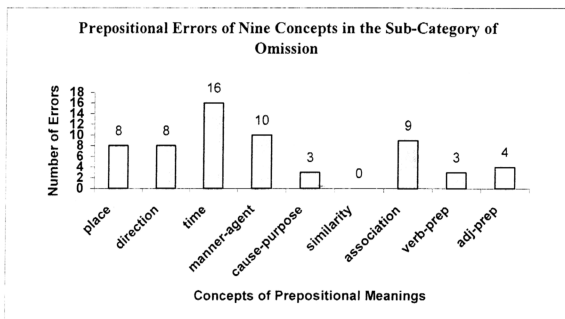 Prepositional Errors of Nine Concepts in the Sub-Category of
Omission
Number of Errors
18
16
14
12
10
8
6
4
2
0
8
8
16
10
3
0
9
3
4
place
direction
time
manner-agent
cause-purpose
similarity
association
verb-prep
adj-prep
Concepts of Prepositional Meanings